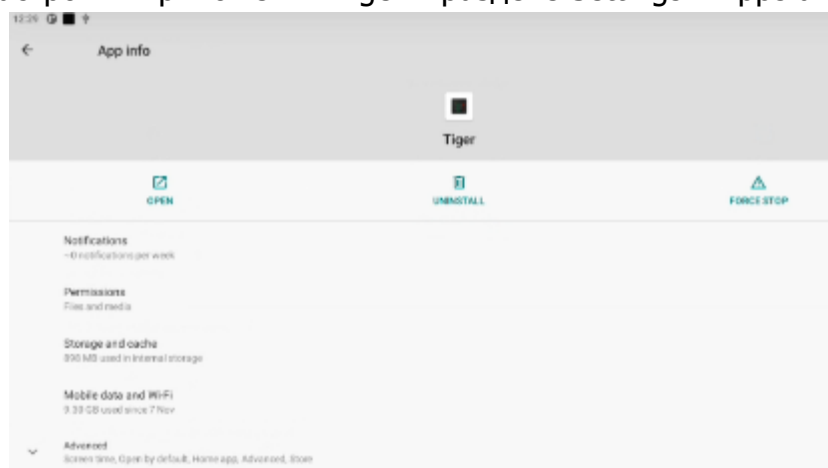 12:29
App info
Tiger
OPEN
UNINSTALL
FORCE STOP
Notifications
~0 notifications per week
Permissions
Files and media
Storage and cache
MB used in internal storage
Mobile data and Wi-Fi
GB used since 7 Nov
Advanced
Screen time, Open by default, Home app, Advanced, Store